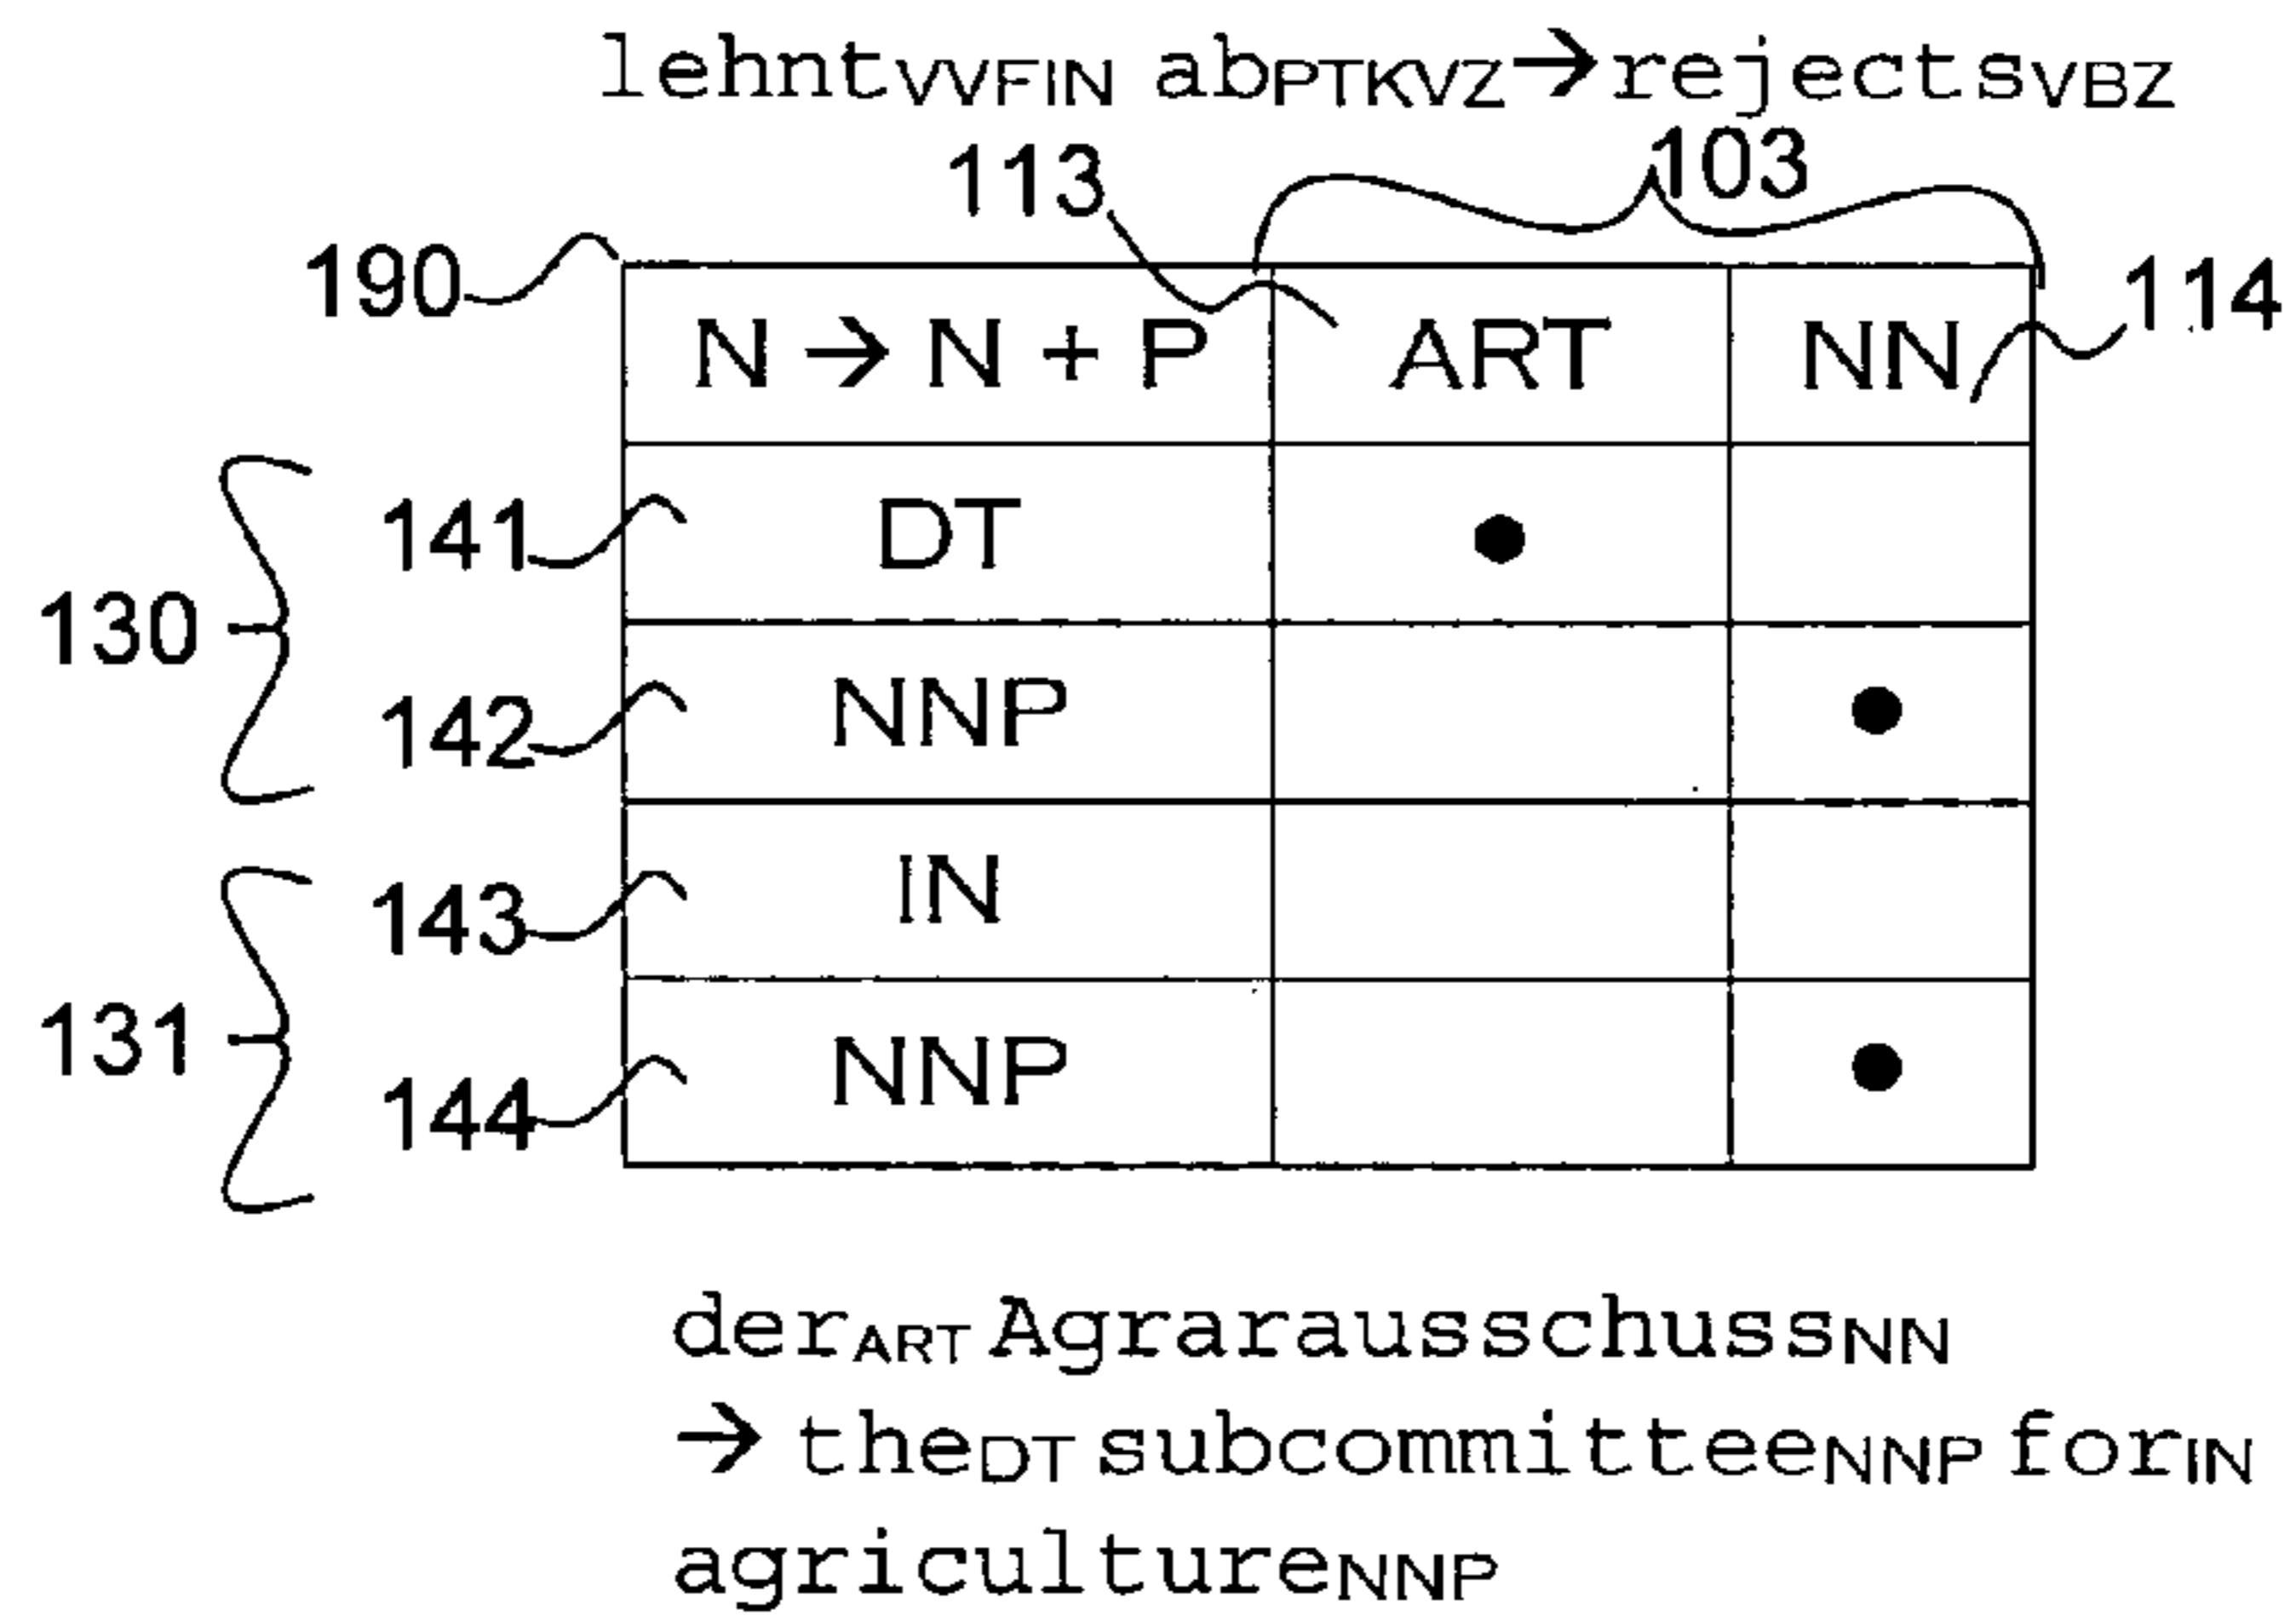 lehntVVFIN abPTKVZ→rejectsVBZ
113 103
190 114
N → N + P ART NN
141 DT ●
130
142 NNP ●
143 IN
131
144 NNP ●
derART AgrarausschussNN
→ theDT subcommitteeNNP forIN
agricultureNNP